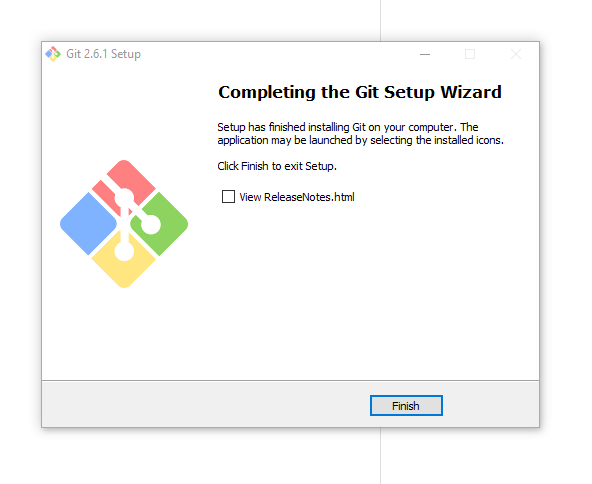 Git 2.6.1 Setup
Completing the Git Setup Wizard
Setup has finished installing Git on your computer. The
application may be launched by selecting the installed icons.
Click Finish to exit Setup.
View ReleaseNotes.html
Finish